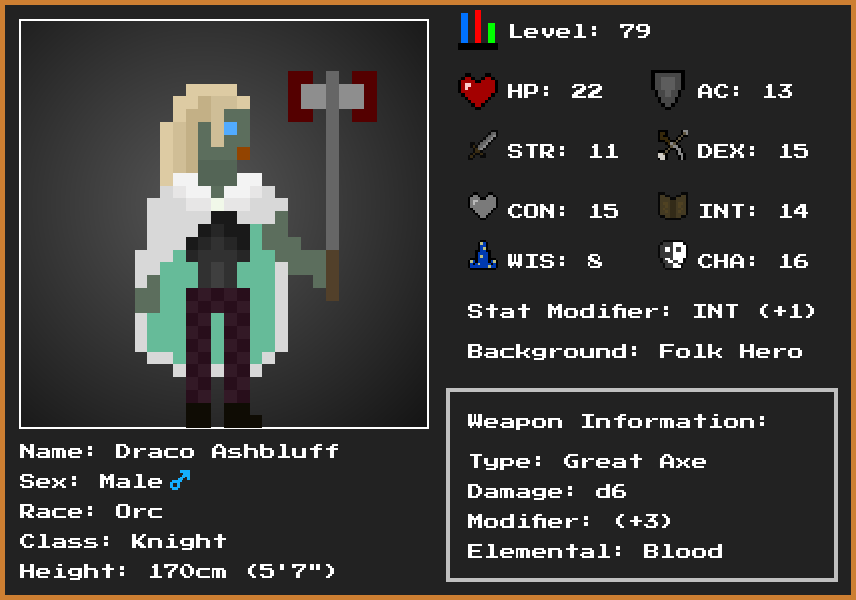 Level: 79
HP: 22 AC: 13
STR: 11 DEX: 15
CON: 15 INT: 14
WIS: 8 CHA: 16
Stat Modifier: INT (+1)
Background: Folk Hero
Weapon Information:
Type: Great Axe
Damage: d6
Modifier: (+3)
Elemental: Blood
Name: Draco Ashbluff
Sex: Male ♂
Race: Orc
Class: Knight
Height: 170cm (5'7")